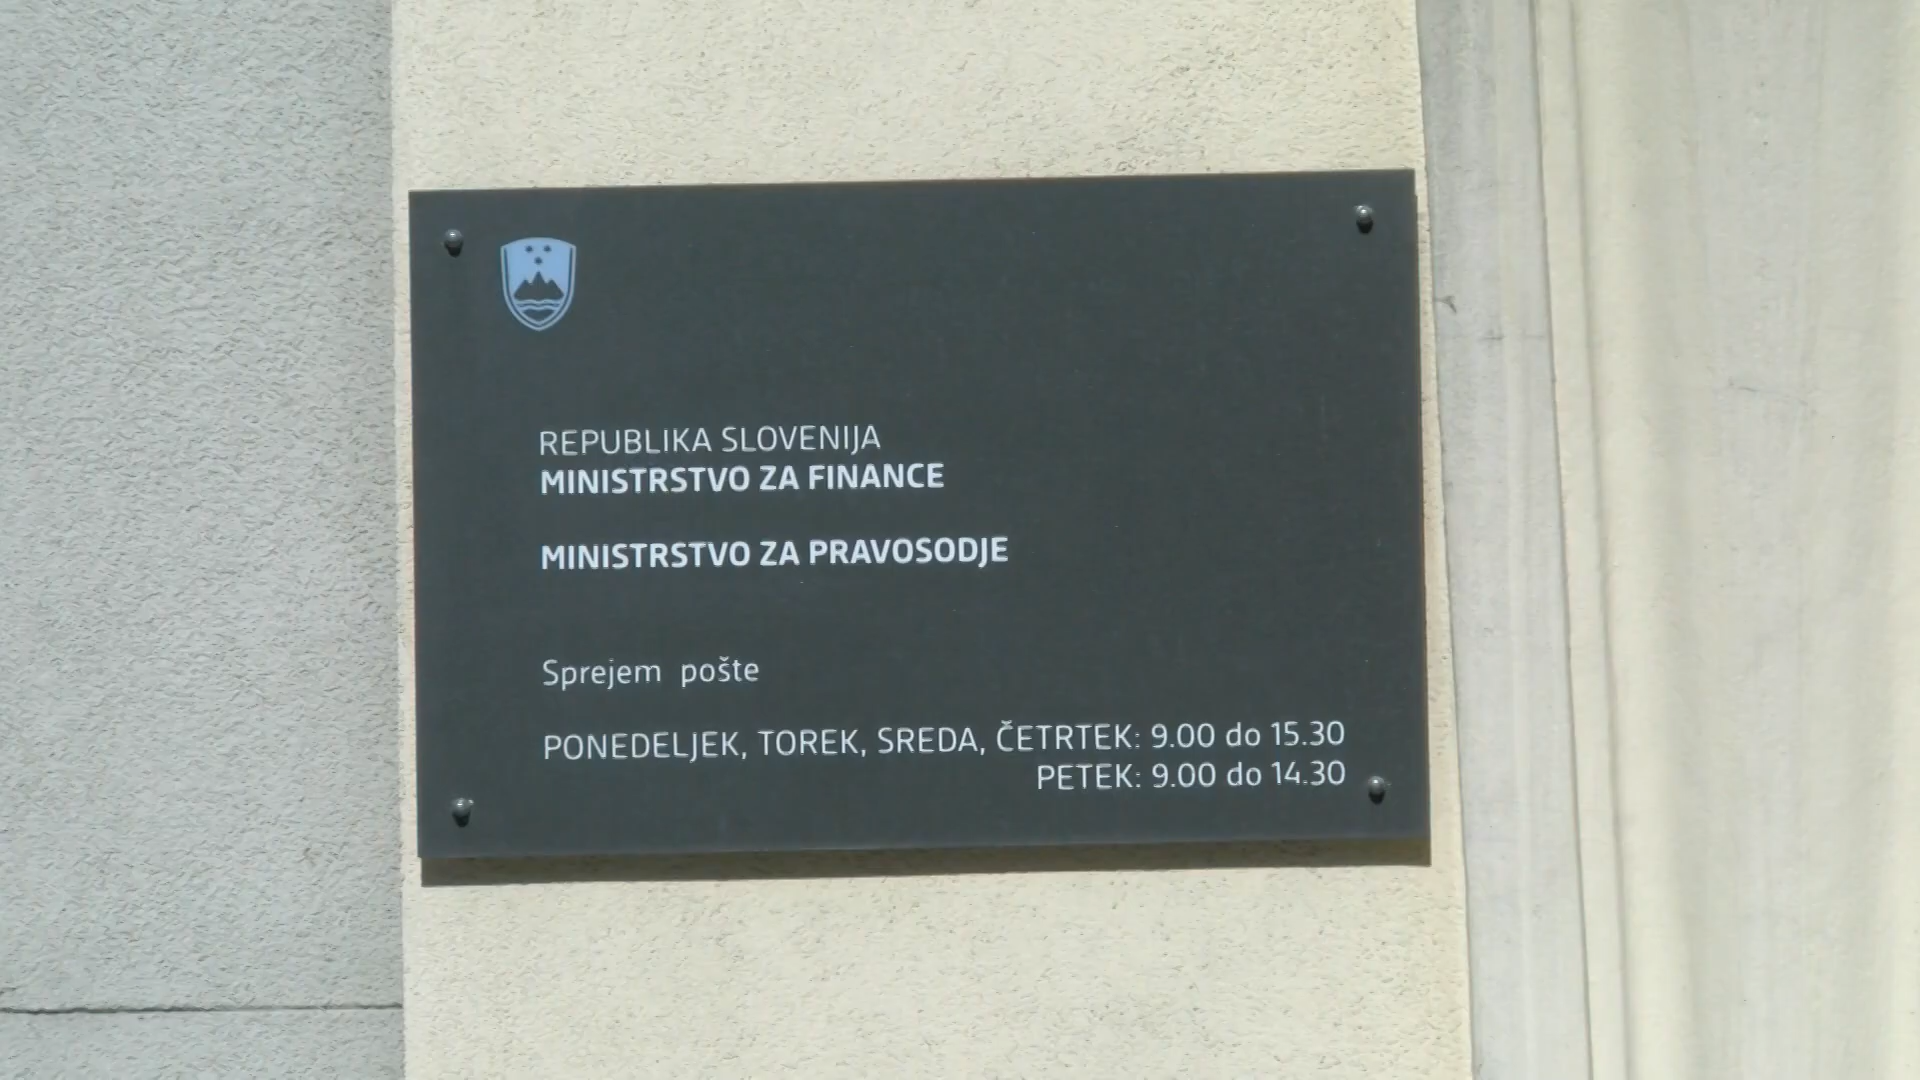 REPUBLIKA SLOVENIJA
MINISTRSTVO ZA FINANCE
MINISTRSTVO ZA PRAVOSODJE
Sprejem pošte
PONEDELJEK, TOREK, SREDA, ČETRTEK: 9.00 do 15.30
PETEK: 9.00 do 14.30